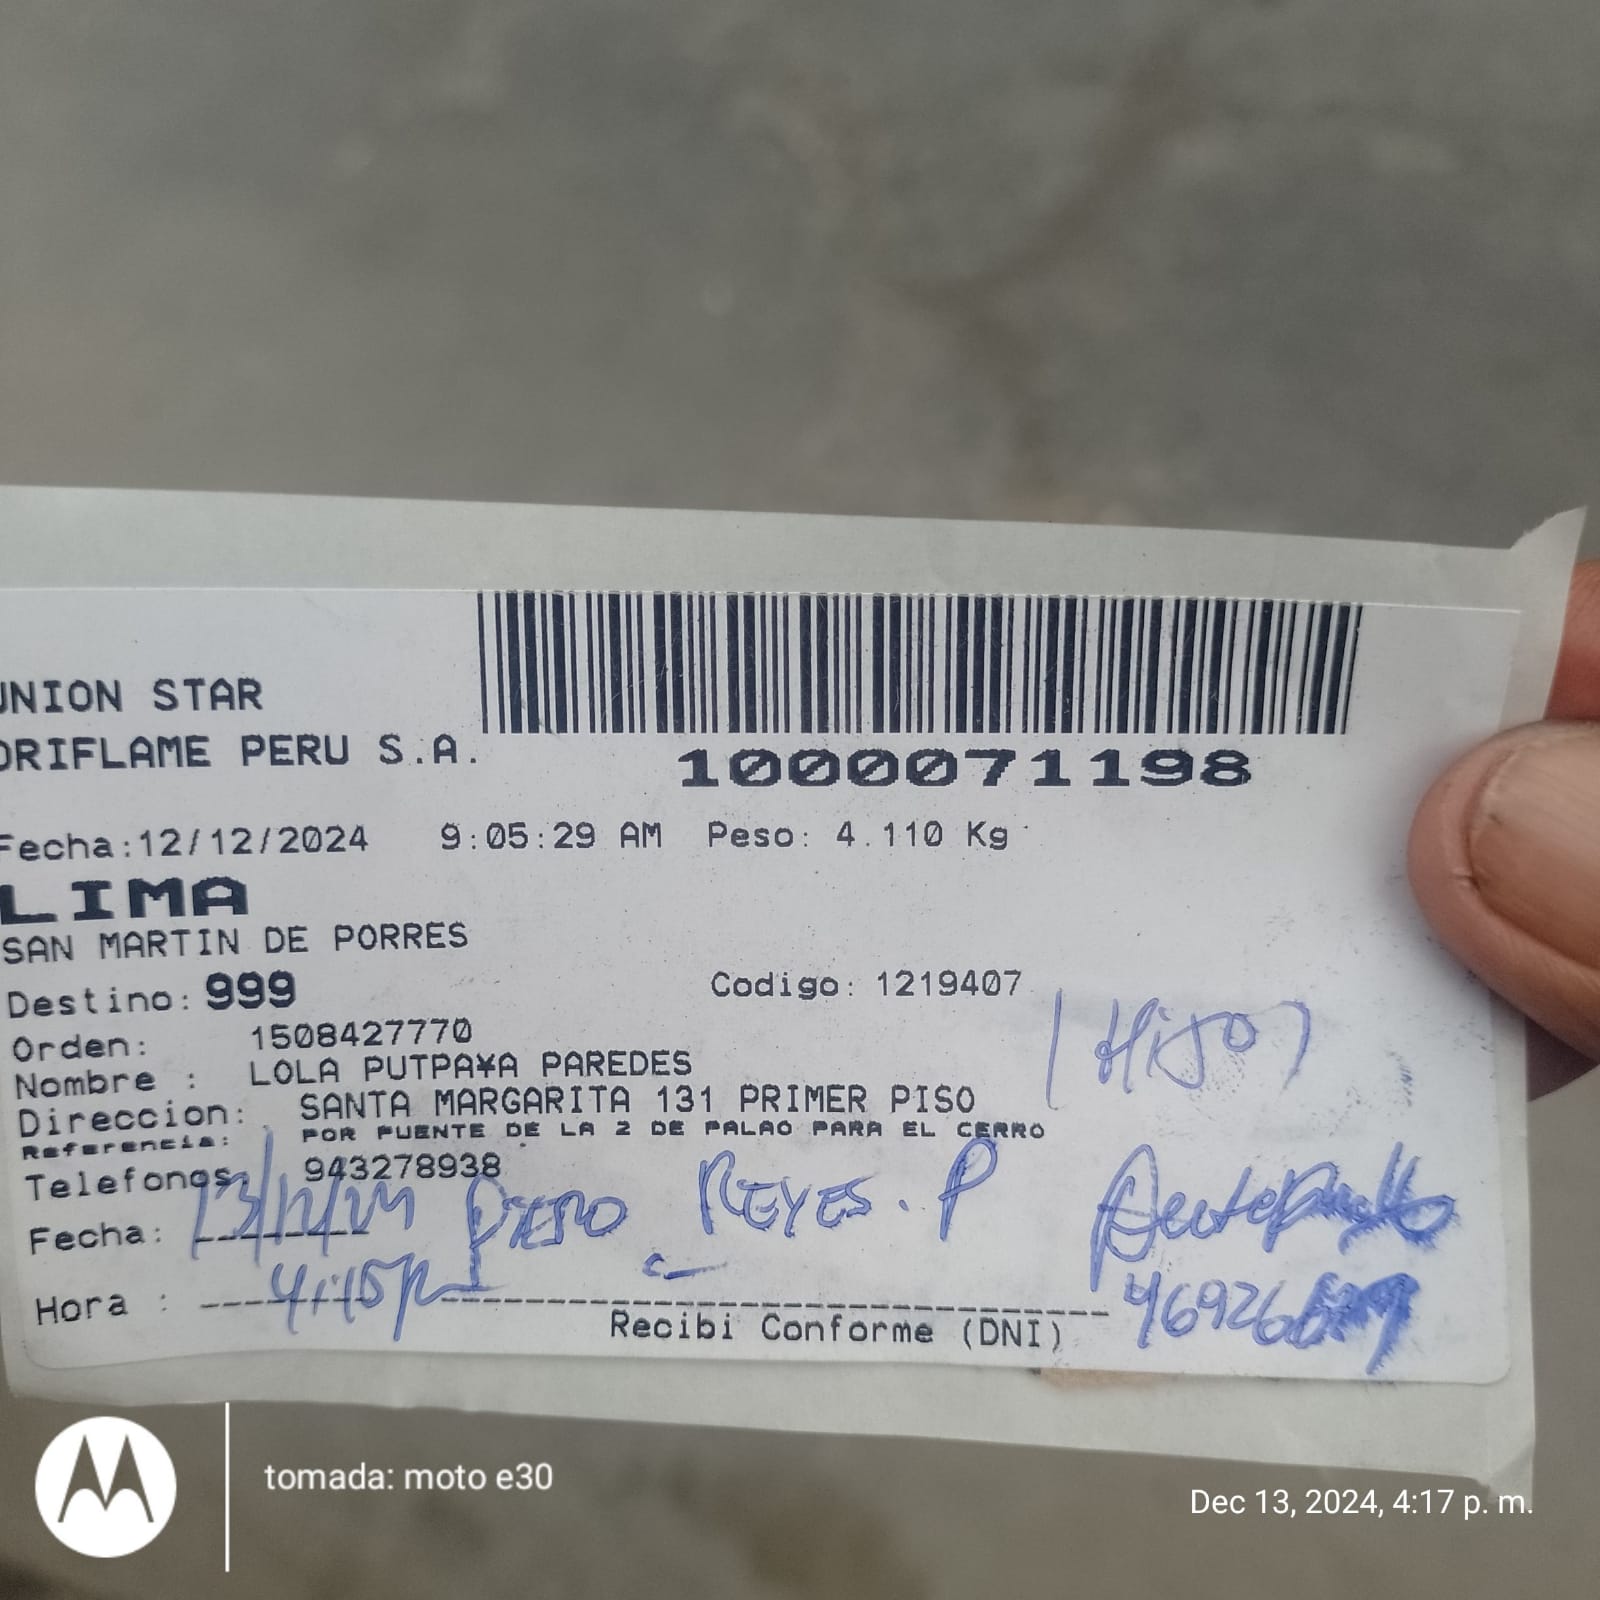 UNION STAR
ORIFLAME PERU S.A.
1000071198
Fecha:12/12/2024 9:05:29 AM Peso: 4.110 Kg
LIMA
SAN MARTIN DE PORRES
Destino: 999 Codigo: 1219407
Orden: 1508427770
Nombre : LOLA PUTPA¥A PAREDES
Direccion: SANTA MARGARITA 131 PRIMER PISO
Referencia: POR PUENTE DE LA 2 DE PALAO PARA EL CERRO
(Hijo)
Telefonos 943278938
Fecha: 13/12/24 PIERO REYES. P
Hora : 4:15p
Recibi Conforme (DNI)
tomada: moto e30
Dec 13, 2024, 4:17 p. m.